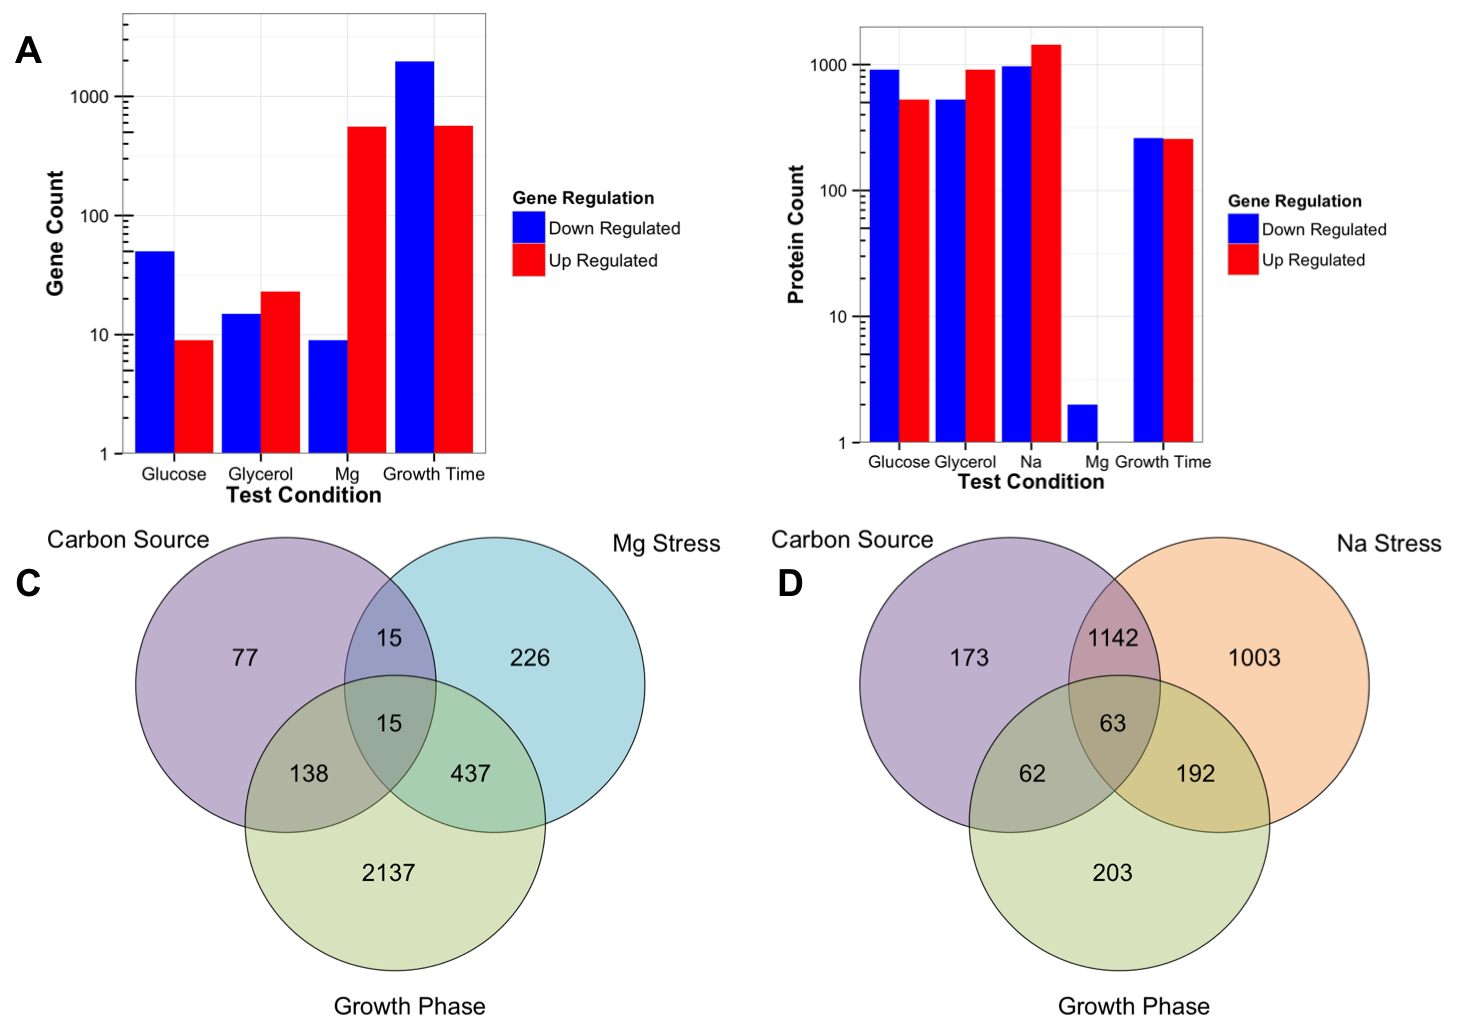 A
Gene Count
1000
100
10
1
Glucose
Glycerol
Mg
Growth Time
Test Condition
Gene Regulation
Down Regulated
Up Regulated
Protein Count
1000
100
10
1
Glucose
Glycerol
Na
Mg
Growth Time
Test Condition
Gene Regulation
Down Regulated
Up Regulated
C
Carbon Source
Mg Stress
77
15
226
15
138
437
2137
Growth Phase
D
Carbon Source
Na Stress
173
1142
1003
63
62
192
203
Growth Phase